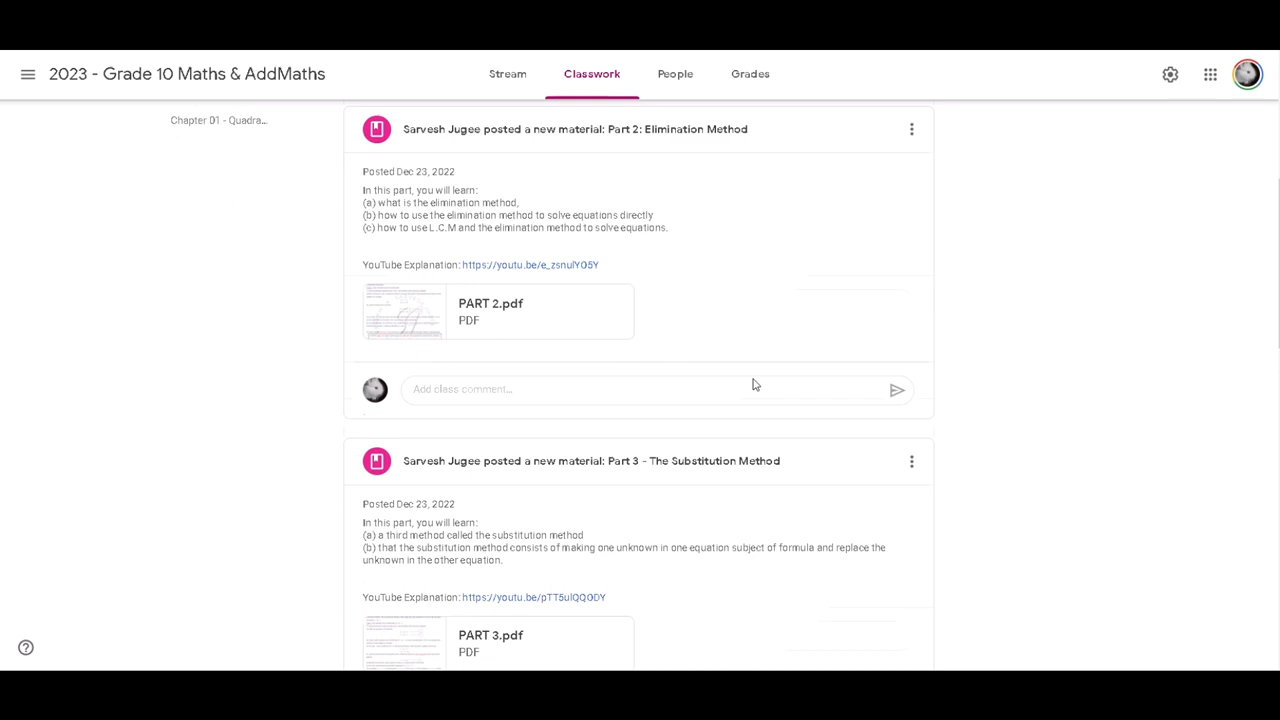 2023 - Grade 10 Maths & AddMaths
Stream
Classwork
People
Grades
Chapter 01 - Quadra...
Sarvesh Jugee posted a new material: Part 2: Elimination Method
Posted Dec 23, 2022
In this part, you will learn:
(a) what is the elimination method,
(b) how to use the elimination method to solve equations directly
(c) how to use L.C.M and the elimination method to solve equations.
YouTube Explanation: https://youtu.be/e_zsnulYO5Y
PART 2.pdf
PDF
Add class comment...
Sarvesh Jugee posted a new material: Part 3 - The Substitution Method
Posted Dec 23, 2022
In this part, you will learn:
(a) a third method called the substitution method
(b) that the substitution method consists of making one unknown in one equation subject of formula and replace the
unknown in the other equation.
YouTube Explanation: https://youtu.be/pTT5ulQQODY
PART 3.pdf
PDF